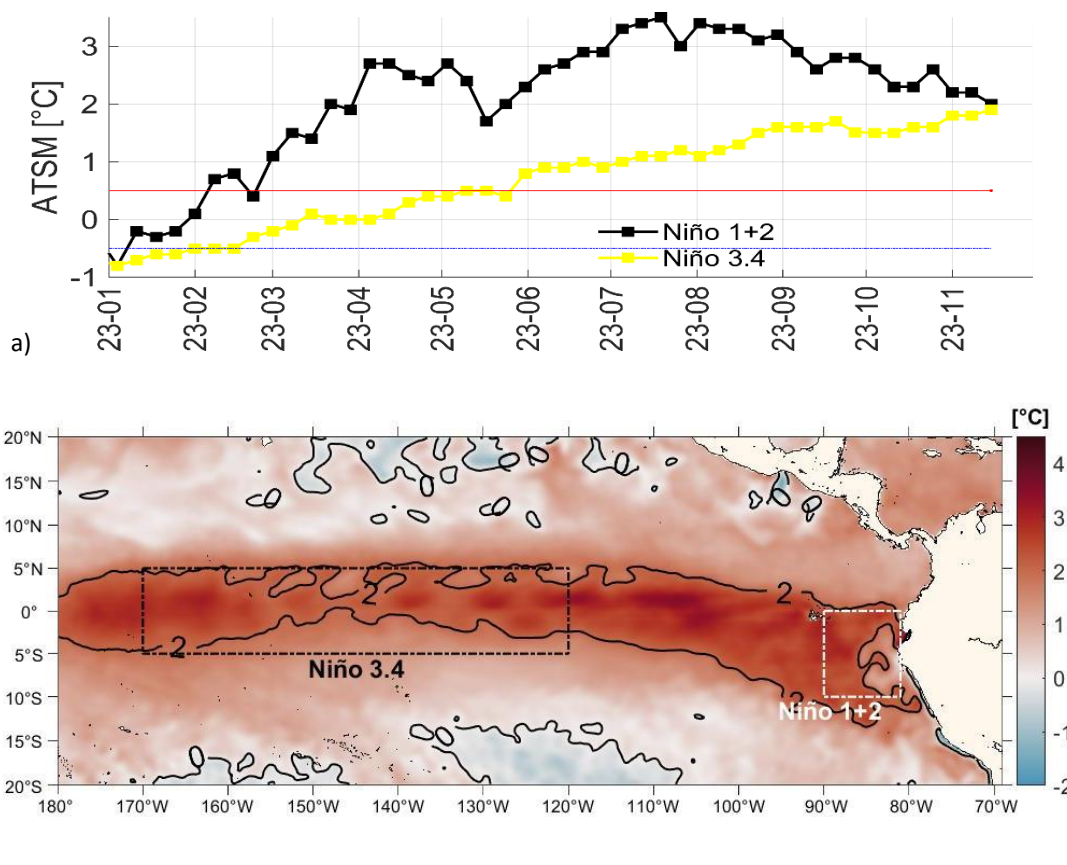 ATSM [°C]
3
2
1
0
-1
Niño 1+2
Niño 3.4
23-01
23-02
23-03
23-04
23-05
23-06
23-07
23-08
23-09
23-10
23-11
a)
[°C]
20°N
15°N
10°N
5°N
0°
5°S
10°S
15°S
20°S
2
2
2
2
Niño 3.4
Niño 1+2
4
3
2
1
0
-1
-2
180°
170°W
160°W
150°W
140°W
130°W
120°W
110°W
100°W
90°W
80°W
70°W